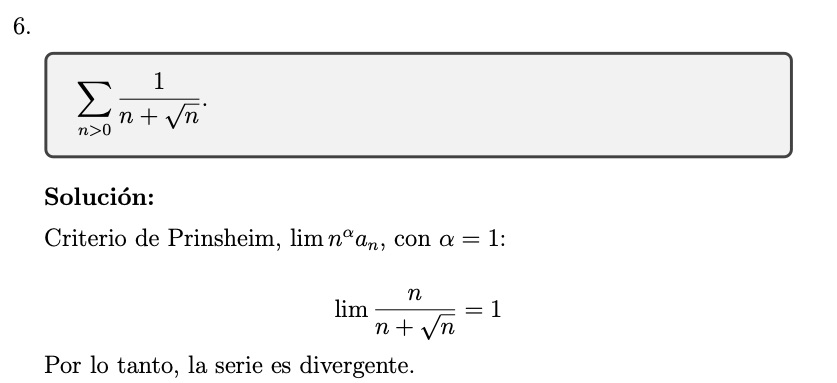 6.
$\sum_{n>0} \frac{1}{n + \sqrt{n}}.$
Solución:
Criterio de Prinsheim, $\lim n^{\alpha} a_n$, con $\alpha = 1$:
$\lim \frac{n}{n + \sqrt{n}} = 1$
Por lo tanto, la serie es divergente.